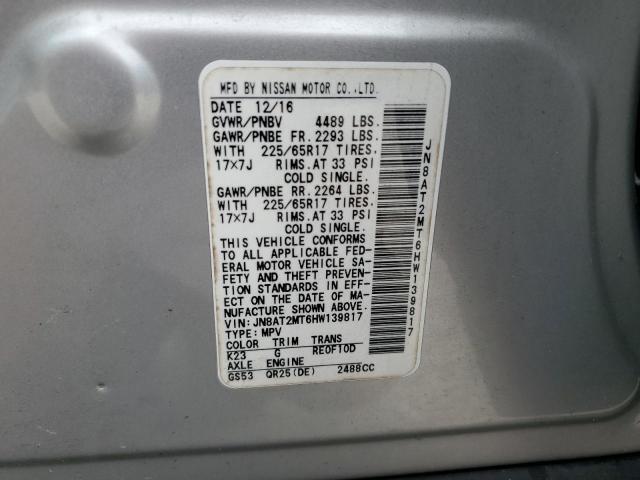 MFD BY NISSAN MOTOR CO.,LTD.
DATE 12/16
GVWR/PNBV 4489 LBS.
GAWR/PNBE FR. 2293 LBS.
WITH 225/65R17 TIRES.
17×7J RIMS. AT 33 PSI
COLD SINGLE.
GAWR/PNBE RR. 2264 LBS.
WITH 225/65R17 TIRES.
17×7J RIMS. AT 33 PSI
COLD SINGLE.
THIS VEHICLE CONFORMS
TO ALL APPLICABLE FED-
ERAL MOTOR VEHICLE SA-
FETY AND THEFT PREVEN-
TION STANDARDS IN EFF-
ECT ON THE DATE OF MA-
NUFACTURE SHOWN ABOVE.
VIN: JN8AT2MT6HW139817
TYPE: MPV
COLOR TRIM TRANS
K23 G RE0F10D
AXLE ENGINE
GS53 QR25(DE) 2488CC
JN8AT2MT6HW139817